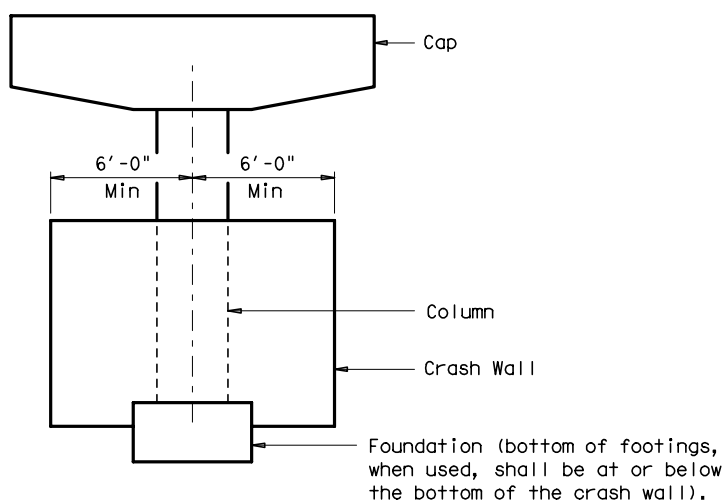 Cap
6'-0" 6'-0"
Min Min
Column
Crash Wall
Foundation (bottom of footings,
when used, shall be at or below
the bottom of the crash wall).